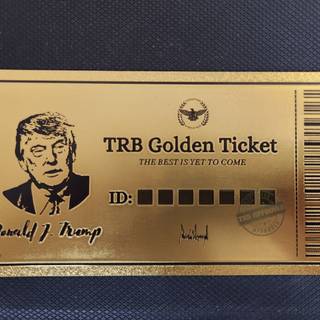 TRB Golden Ticket
THE BEST IS YET TO COME
ID:
Donald J. Trump